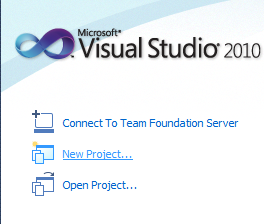 Microsoft®
Visual Studio® 2010
Connect To Team Foundation Server
New Project...
Open Project...